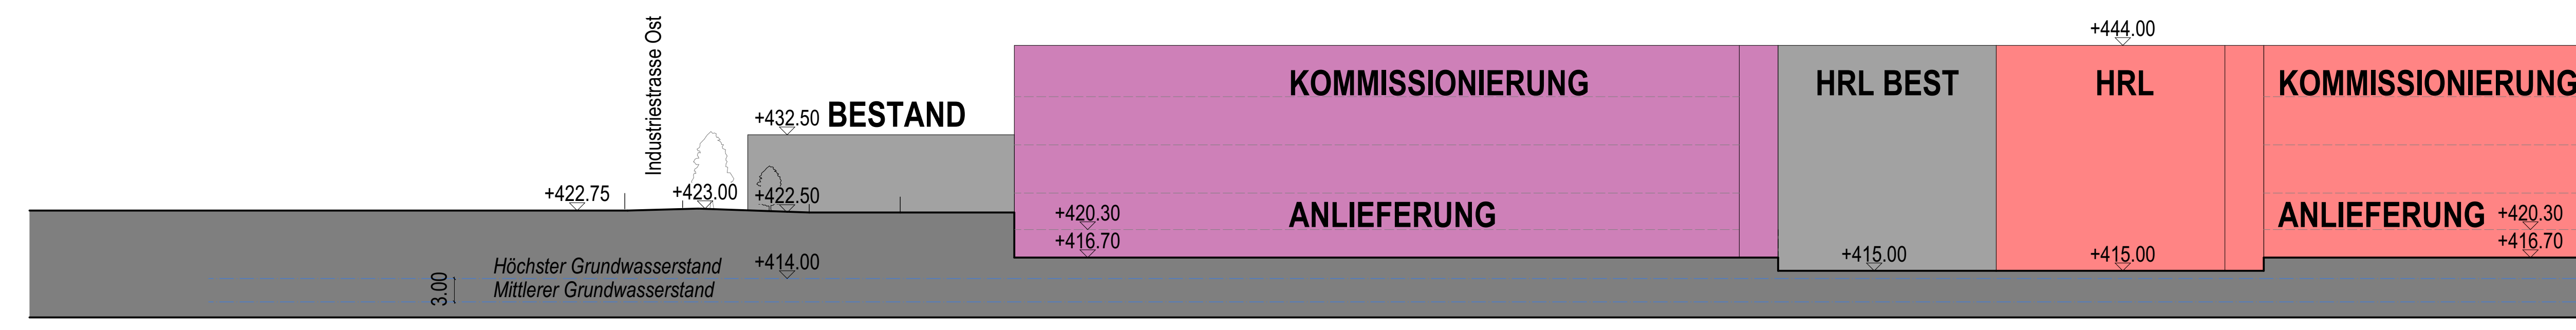 Industriestrasse Ost
+444.00
KOMMISSIONIERUNG
HRL BEST
HRL
KOMMISSIONIERUNG
+432.50
BESTAND
+422.75
+423.00
+422.50
+420.30
ANLIEFERUNG
ANLIEFERUNG
+420.30
+416.70
+416.70
+415.00
+415.00
Höchster Grundwasserstand
+414.00
3.00
Mittlerer Grundwasserstand